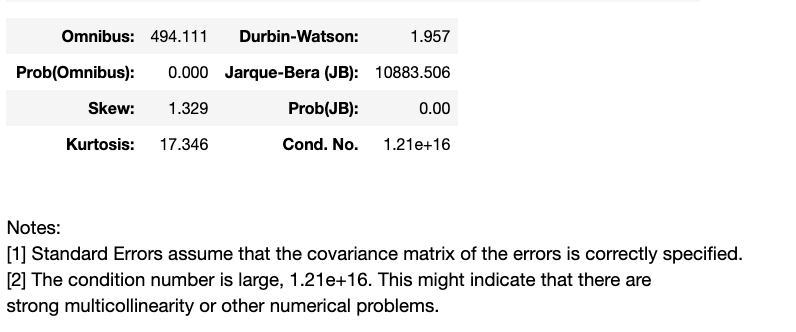 Omnibus: 494.111 Durbin-Watson: 1.957
Prob(Omnibus): 0.000 Jarque-Bera (JB): 10883.506
Skew: 1.329 Prob(JB): 0.00
Kurtosis: 17.346 Cond. No. 1.21e+16
Notes:
[1] Standard Errors assume that the covariance matrix of the errors is correctly specified.
[2] The condition number is large, 1.21e+16. This might indicate that there are
strong multicollinearity or other numerical problems.